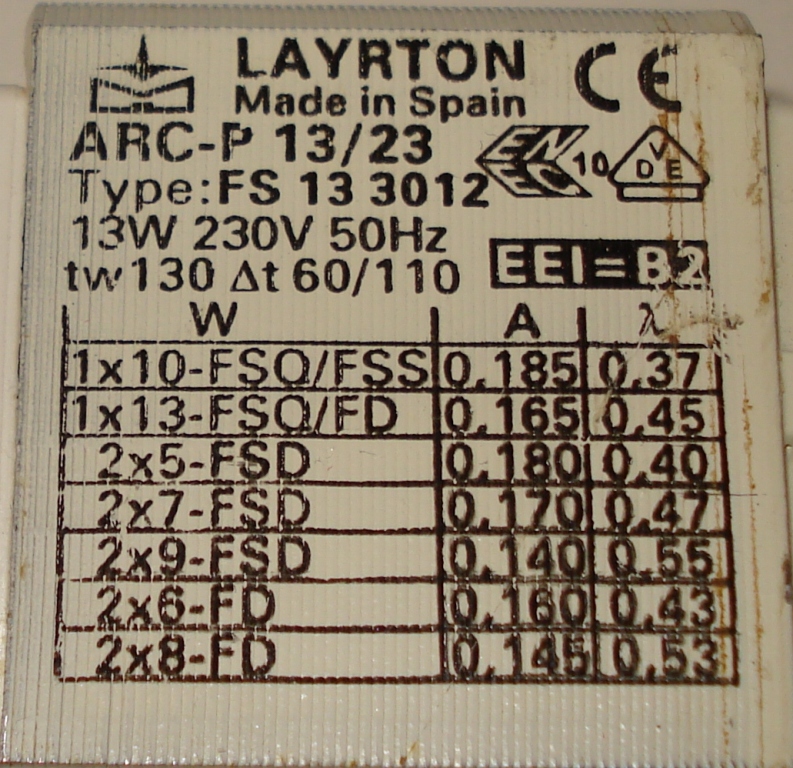 LAYRTON CE
Made in Spain
ARC-P 13/23
ENEC 10 VDE
Type: FS 13 3012
13W 230V 50Hz
EEI=B2
tw130 Δt 60/110
W A λ
1x10-FSQ/FSS 0.185 0.37
1x13-FSQ/FD 0.165 0.45
2x5-FSD 0.180 0.40
2x7-FSD 0.170 0.47
2x9-FSD 0.140 0.55
2x6-FD 0.160 0.43
2x8-FD 0.145 0.53